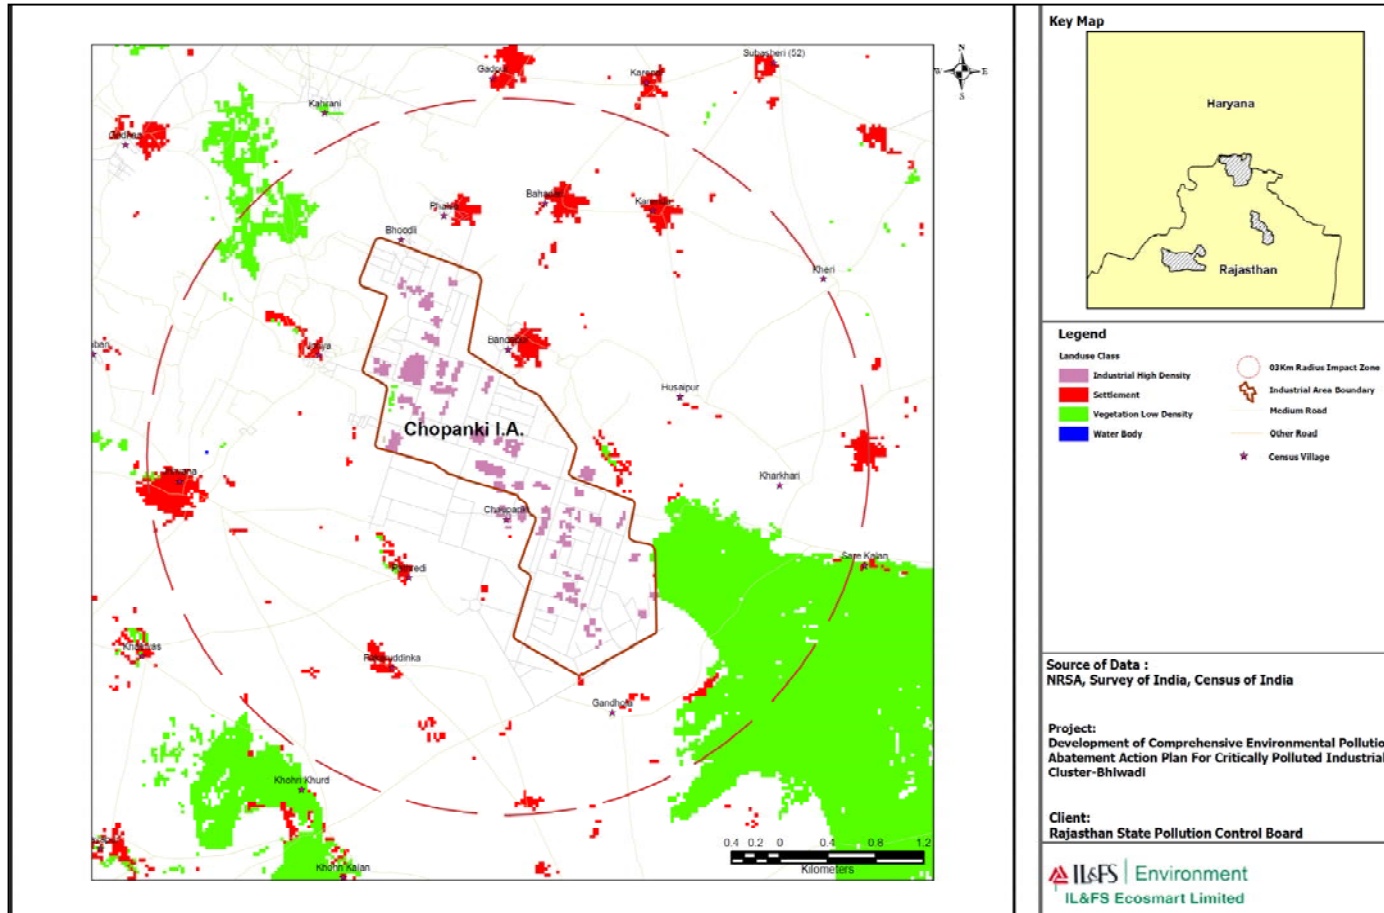 Key Map
Haryana
Rajasthan
N
W
E
S
Subasheri (52)
Kahrani
Bhoodli
Kheri
Husaipur
Chopanki I.A.
Kharkhari
Sare Kalan
Gandhola
Khohri Khurd
Khohri Kalan
0.4 0.2 0 0.4 0.8 1.2
Kilometers
Legend
Landuse Class
Industrial High Density
Settlement
Vegetation Low Density
Water Body
03Km Radius Impact Zone
Industrial Area Boundary
Medium Road
Other Road
Census Village
Source of Data :
NRSA, Survey of India, Census of India
Project:
Development of Comprehensive Environmental Pollutio
Abatement Action Plan For Critically Polluted Industrial
Cluster-Bhiwadi
Client:
Rajasthan State Pollution Control Board
IL&FS Environment
IL&FS Ecosmart Limited